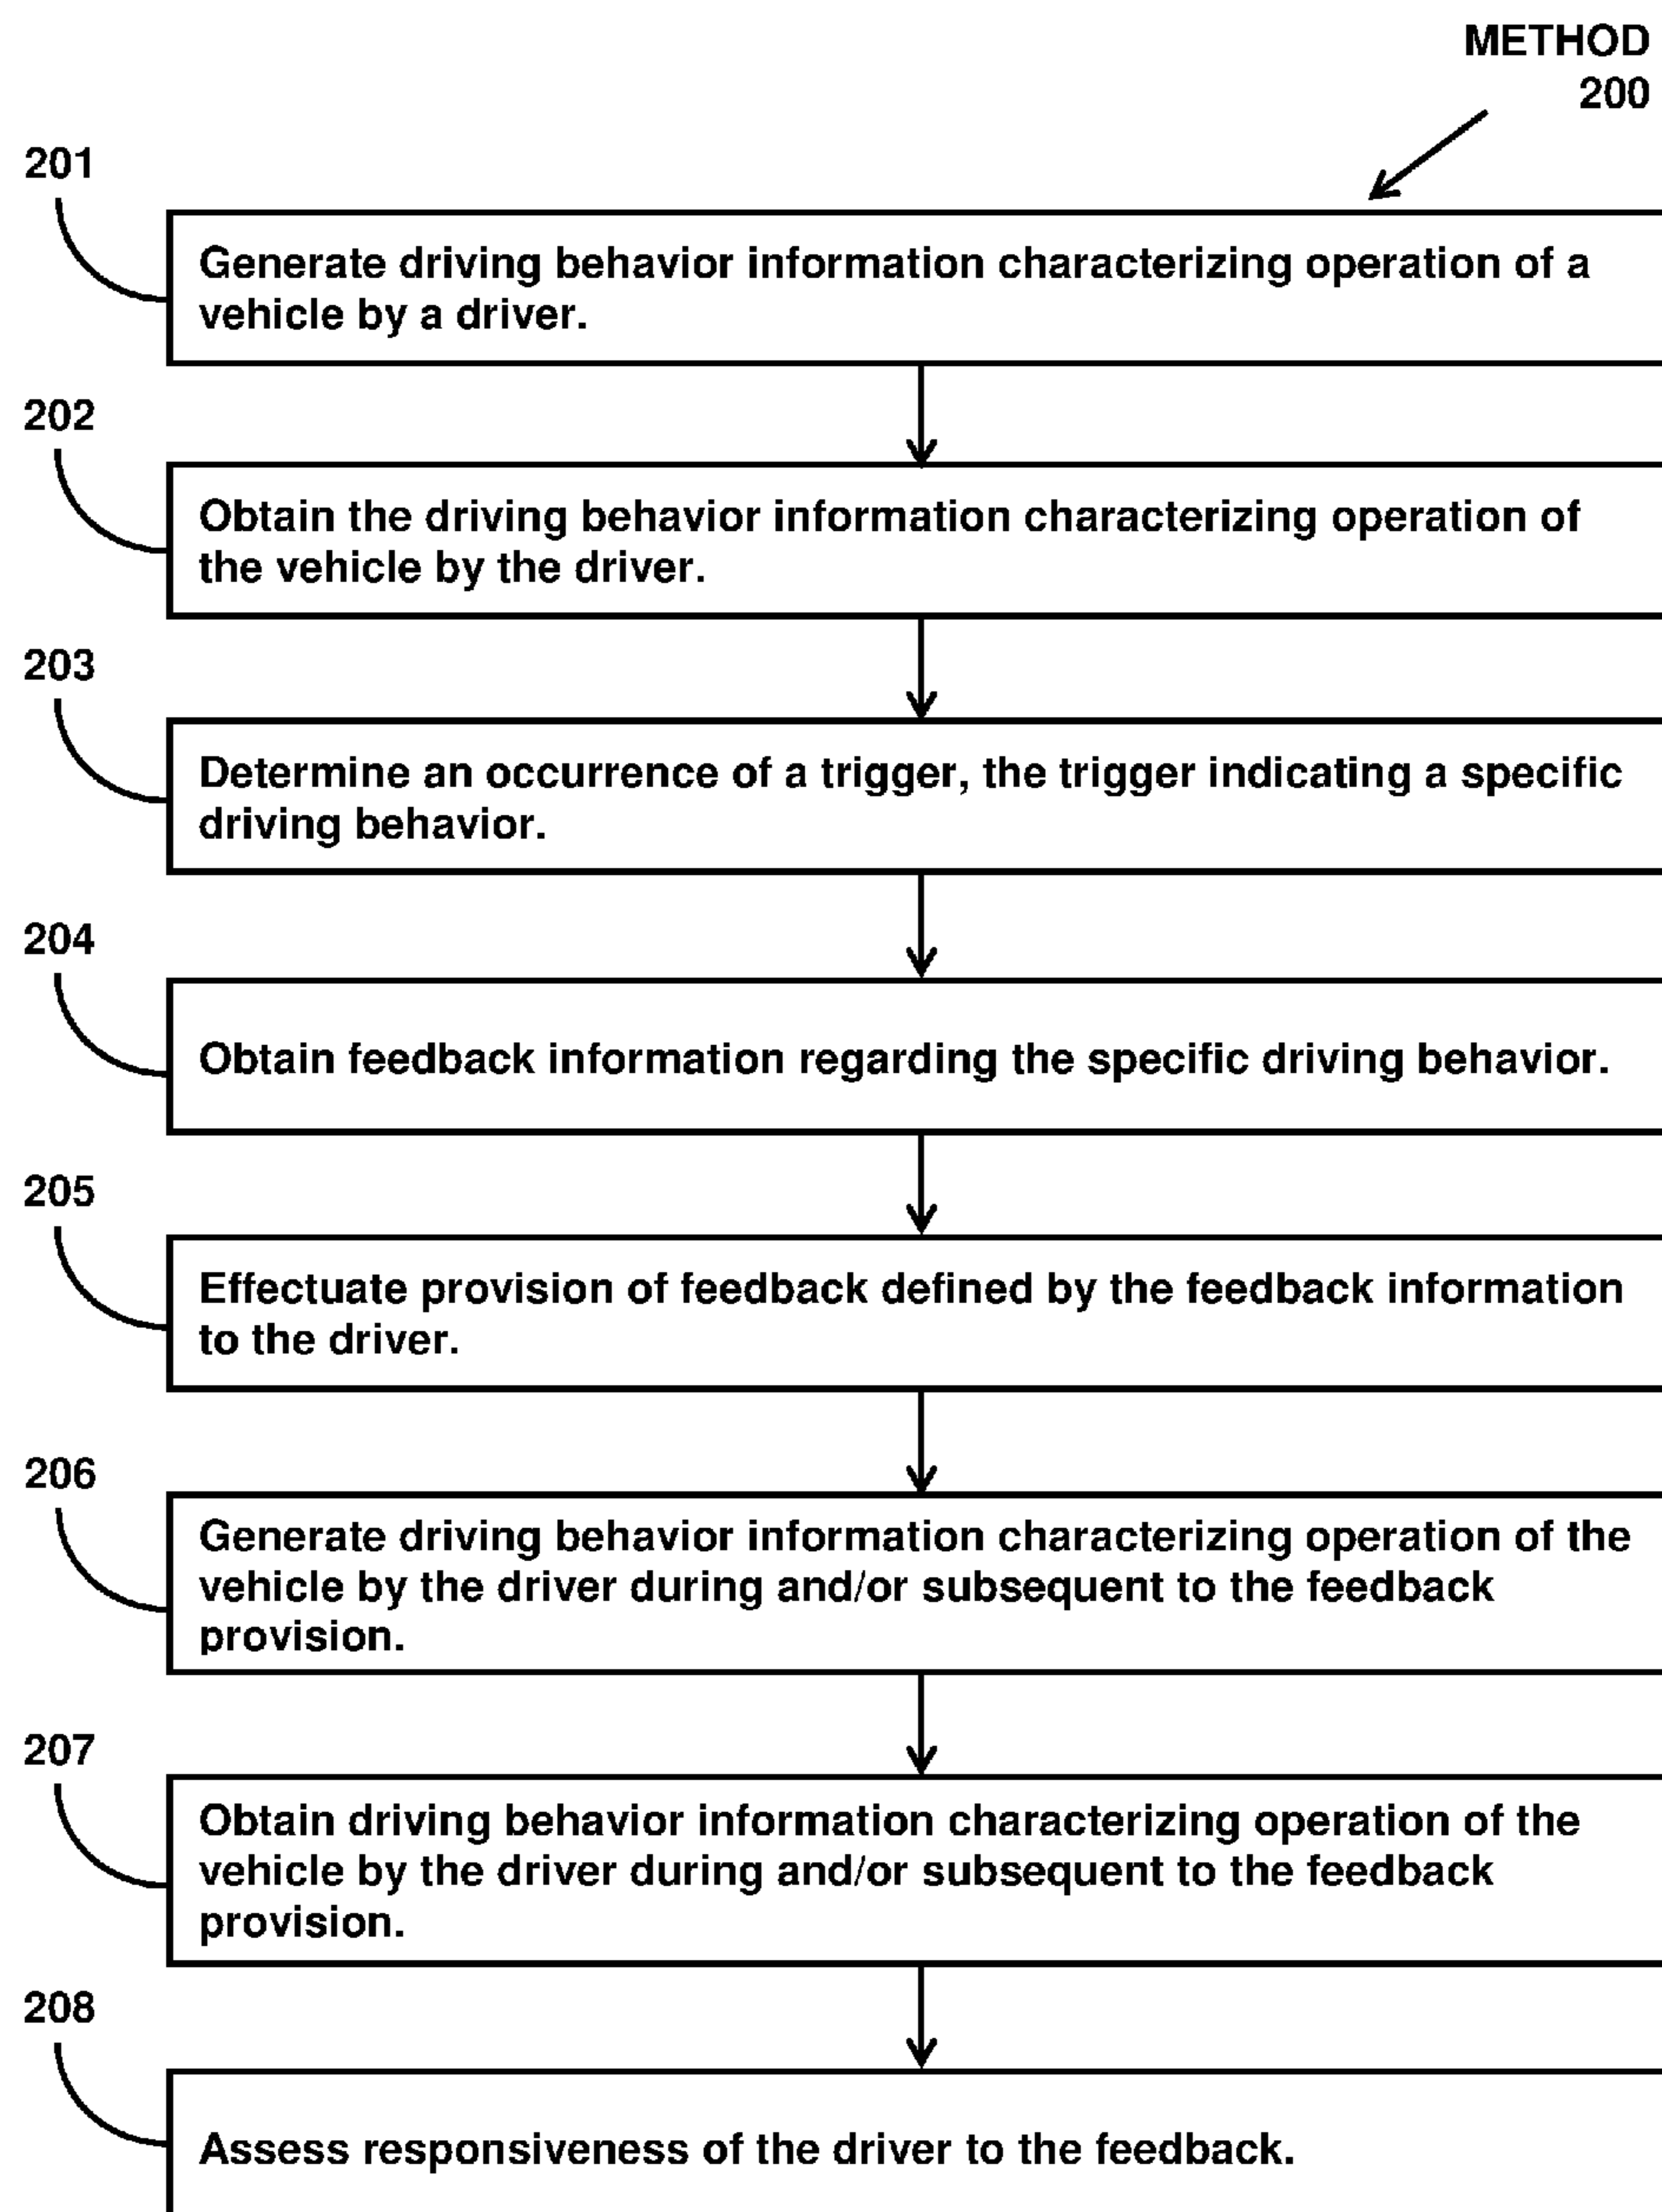 METHOD
200
201
Generate driving behavior information characterizing operation of a
vehicle by a driver.
202
Obtain the driving behavior information characterizing operation of
the vehicle by the driver.
203
Determine an occurrence of a trigger, the trigger indicating a specific
driving behavior.
204
Obtain feedback information regarding the specific driving behavior.
205
Effectuate provision of feedback defined by the feedback information
to the driver.
206
Generate driving behavior information characterizing operation of the
vehicle by the driver during and/or subsequent to the feedback
provision.
207
Obtain driving behavior information characterizing operation of the
vehicle by the driver during and/or subsequent to the feedback
provision.
208
Assess responsiveness of the driver to the feedback.